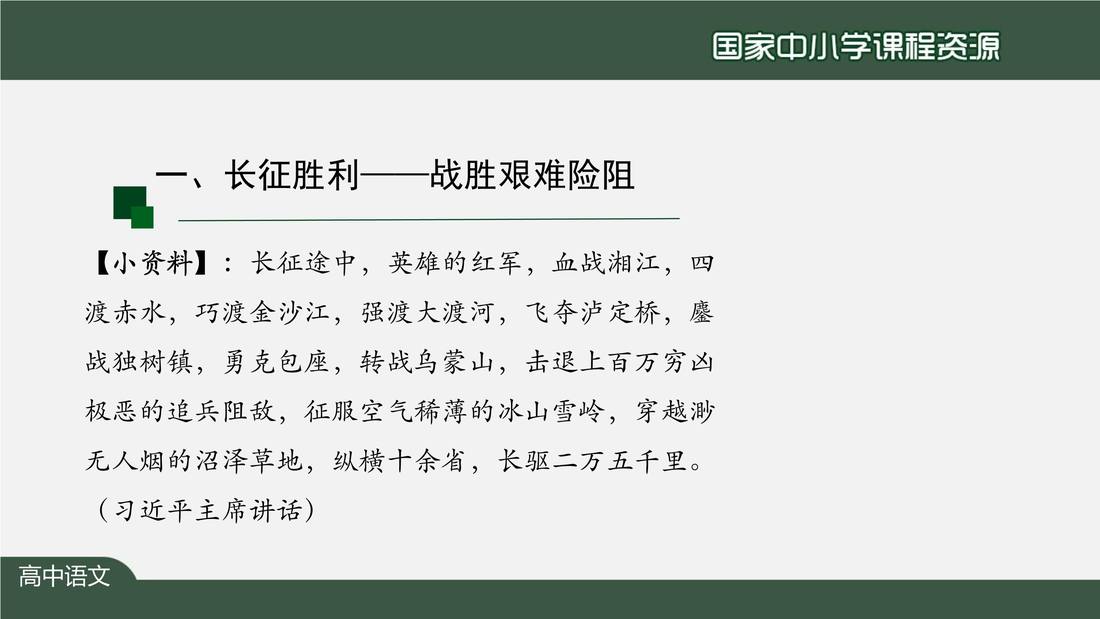 国家中小学课程资源
一、长征胜利——战胜艰难险阻
【小资料】：长征途中，英雄的红军，血战湘江，四
渡赤水，巧渡金沙江，强渡大渡河，飞夺泸定桥，鏖
战独树镇，勇克包座，转战乌蒙山，击退上百万穷凶
极恶的追兵阻敌，征服空气稀薄的冰山雪岭，穿越渺
无人烟的沼泽草地，纵横十余省，长驱二万五千里。
（习近平主席讲话）
高中语文